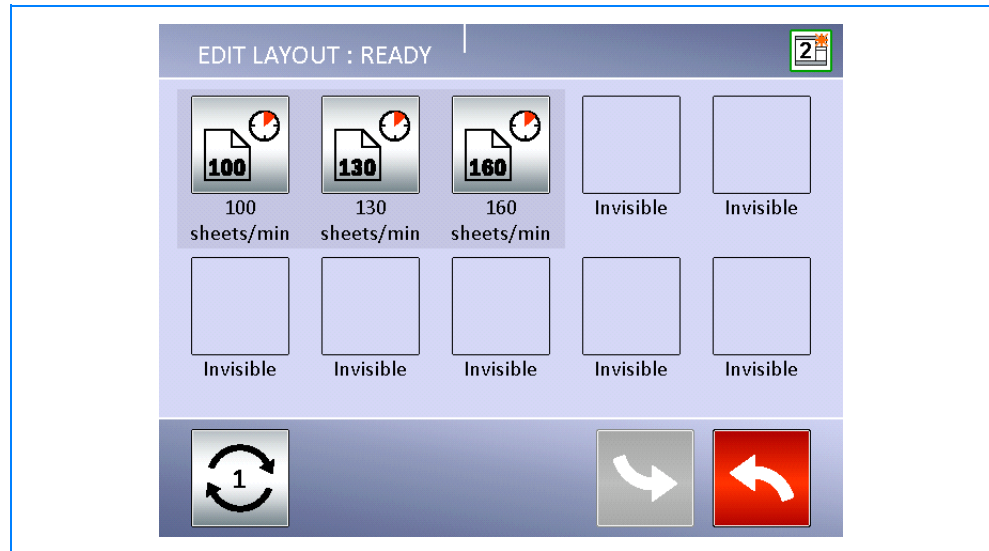 EDIT LAYOUT : READY
2
100 130 160
100 130 160 Invisible Invisible
sheets/min sheets/min sheets/min
Invisible Invisible Invisible Invisible Invisible
1